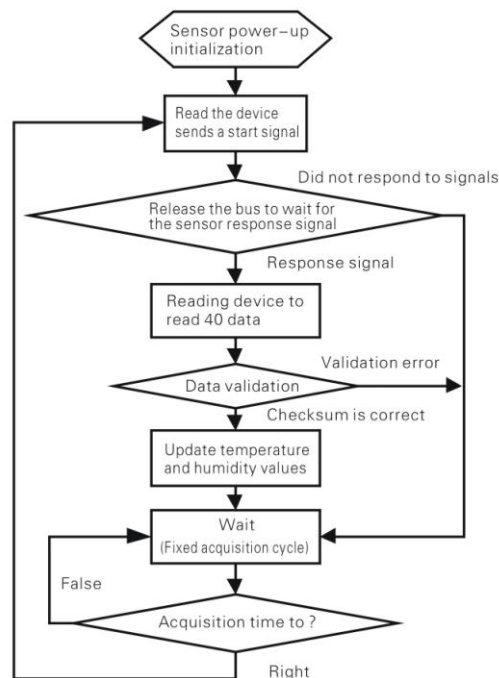 Sensor power-up
initialization
Read the device
sends a start signal
Did not respond to signals
Release the bus to wait for
the sensor response signal
Response signal
Reading device to
read 40 data
Validation error
Data validation
Checksum is correct
Update temperature
and humidity values
Wait
(Fixed acquisition cycle)
False
Acquisition time to ?
Right